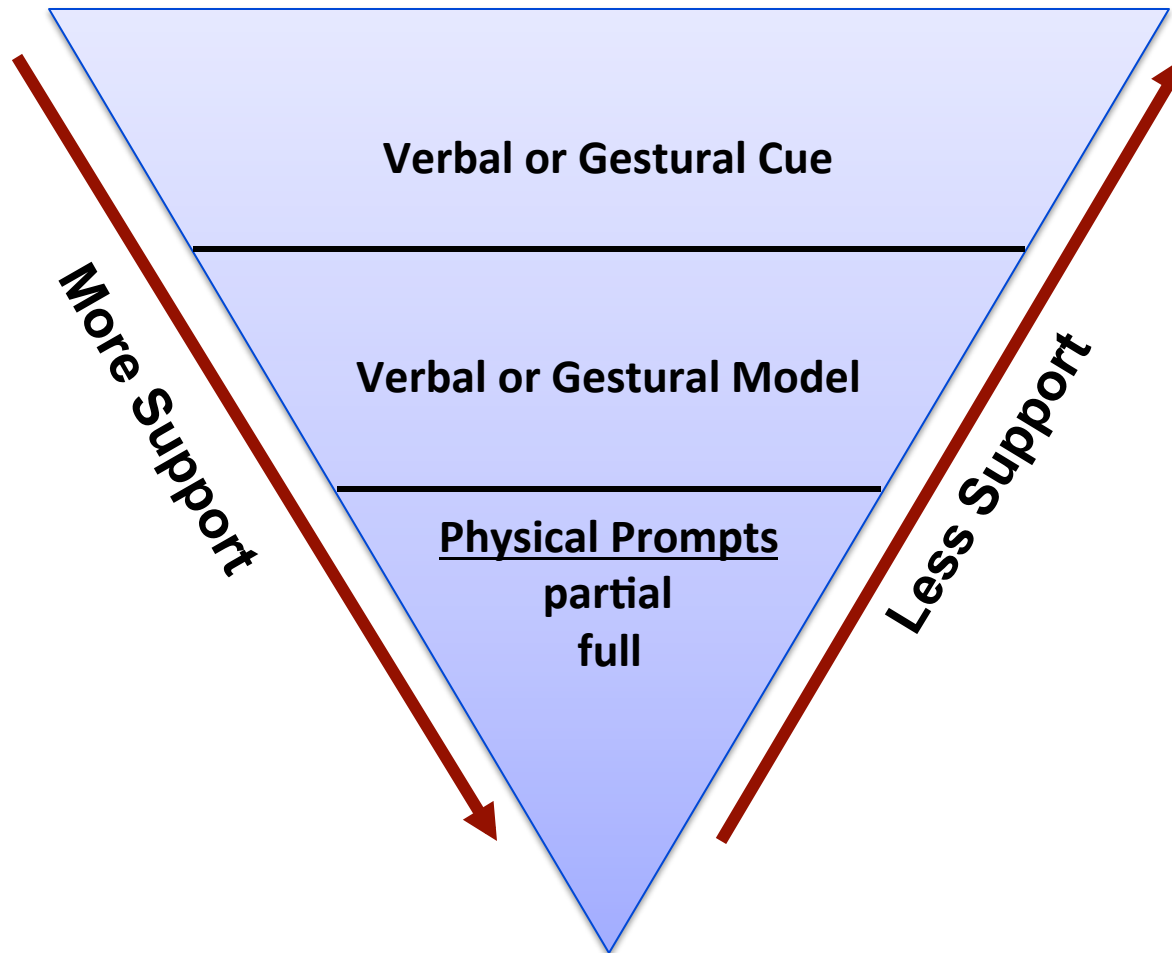 Verbal or Gestural Cue
More Support
Verbal or Gestural Model
Less Support
Physical Prompts
partial
full